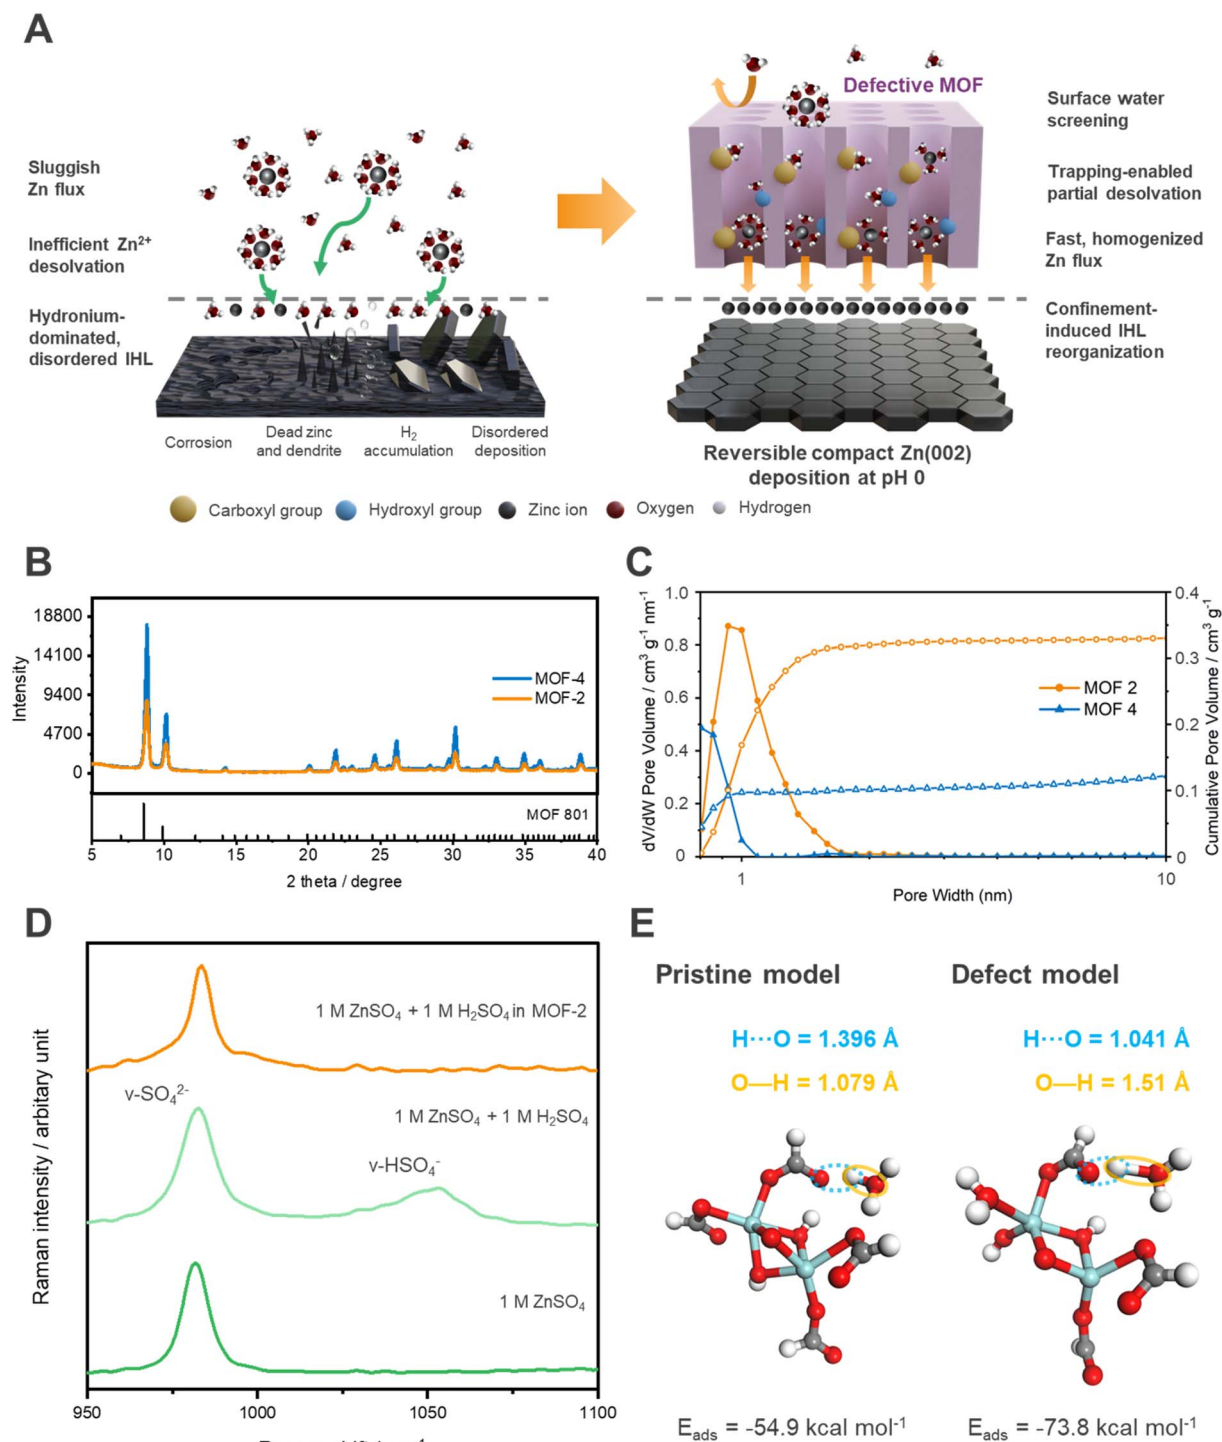 A
Sluggish
Zn flux
Inefficient Zn²⁺
desolvation
Hydronium-
dominated,
disordered IHL
Corrosion
Dead zinc
and dendrite
H₂
accumulation
Disordered
deposition
Defective MOF
Surface water
screening
Trapping-enabled
partial desolvation
Fast, homogenized
Zn flux
Confinement-
induced IHL
reorganization
Reversible compact Zn(002)
deposition at pH 0
Carboxyl group
Hydroxyl group
Zinc ion
Oxygen
Hydrogen
B
Intensity
18800
14100
9400
4700
0
MOF-4
MOF-2
MOF 801
5 10 15 20 25 30 35 40
2 theta / degree
C
dV/dW Pore Volume / cm³ g⁻¹ nm⁻¹
1.0
0.8
0.6
0.4
0.2
0
MOF 2
MOF 4
0.4
0.3
0.2
0.1
0
Cumulative Pore Volume / cm³ g⁻¹
1 10
Pore Width (nm)
D
Raman intensity / arbitary unit
1 M ZnSO₄ + 1 M H₂SO₄ in MOF-2
v-SO₄²⁻
1 M ZnSO₄ + 1 M H₂SO₄
v-HSO₄⁻
1 M ZnSO₄
950 1000 1050 1100
E
Pristine model
Defect model
H···O = 1.396 Å
H···O = 1.041 Å
O—H = 1.079 Å
O—H = 1.51 Å
Eads = -54.9 kcal mol⁻¹
Eads = -73.8 kcal mol⁻¹